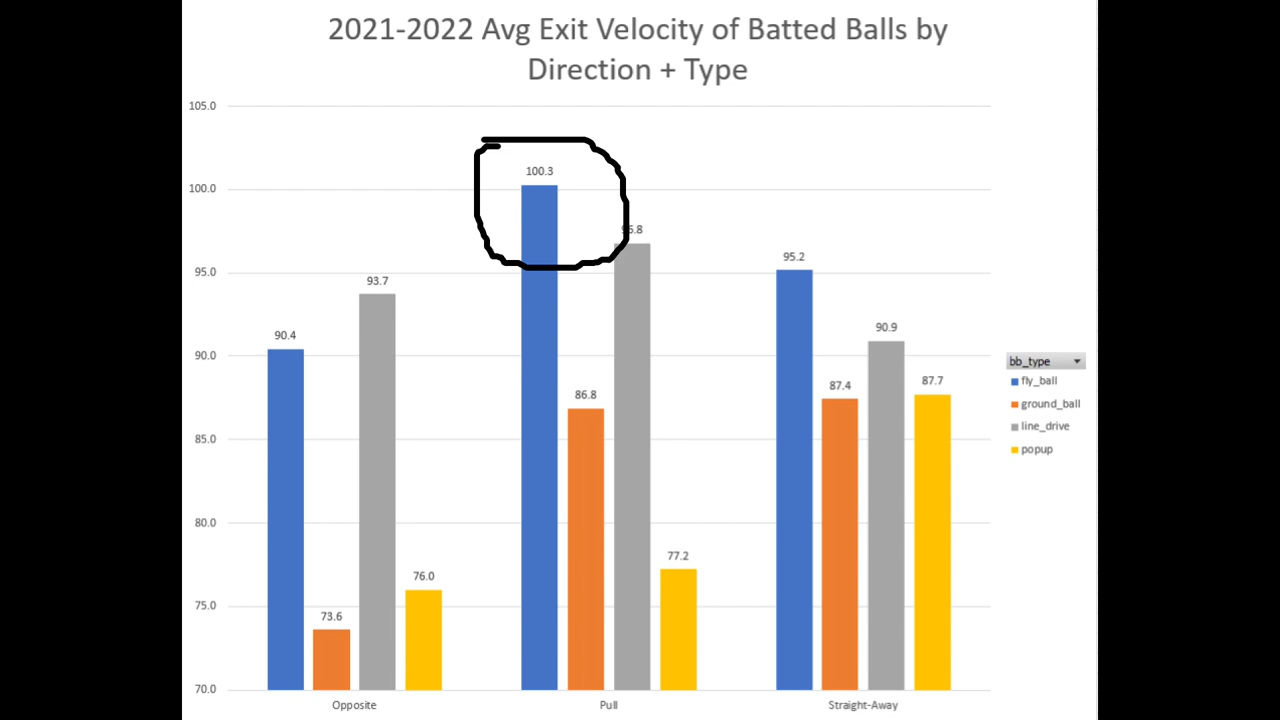 2021-2022 Avg Exit Velocity of Batted Balls by
Direction + Type
105.0
100.0
95.0
90.0
85.0
80.0
75.0
70.0
90.4
73.6
93.7
76.0
100.3
86.8
77.2
95.2
87.4
90.9
87.7
Opposite
Pull
Straight-Away
bb_type
fly_ball
ground_ball
line_drive
popup